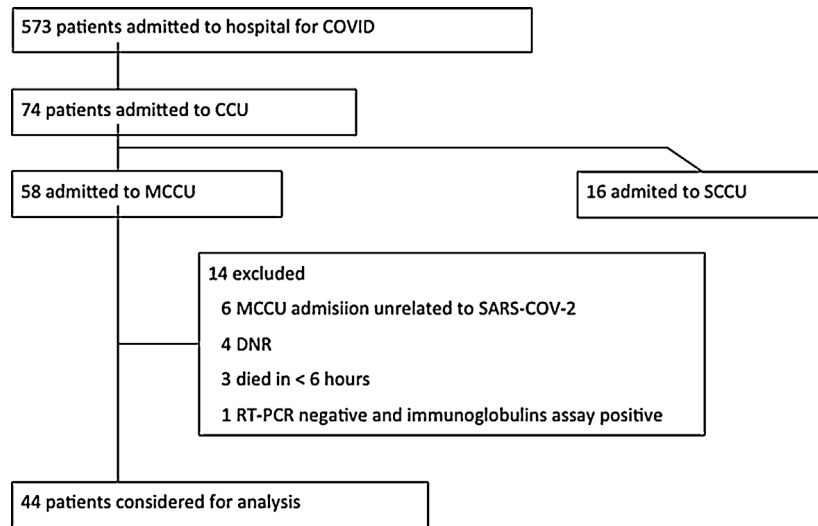 573 patients admitted to hospital for COVID
74 patients admitted to CCU
58 admitted to MCCU
16 admited to SCCU
14 excluded
6 MCCU admisiion unrelated to SARS-COV-2
4 DNR
3 died in < 6 hours
1 RT-PCR negative and immunoglobulins assay positive
44 patients considered for analysis